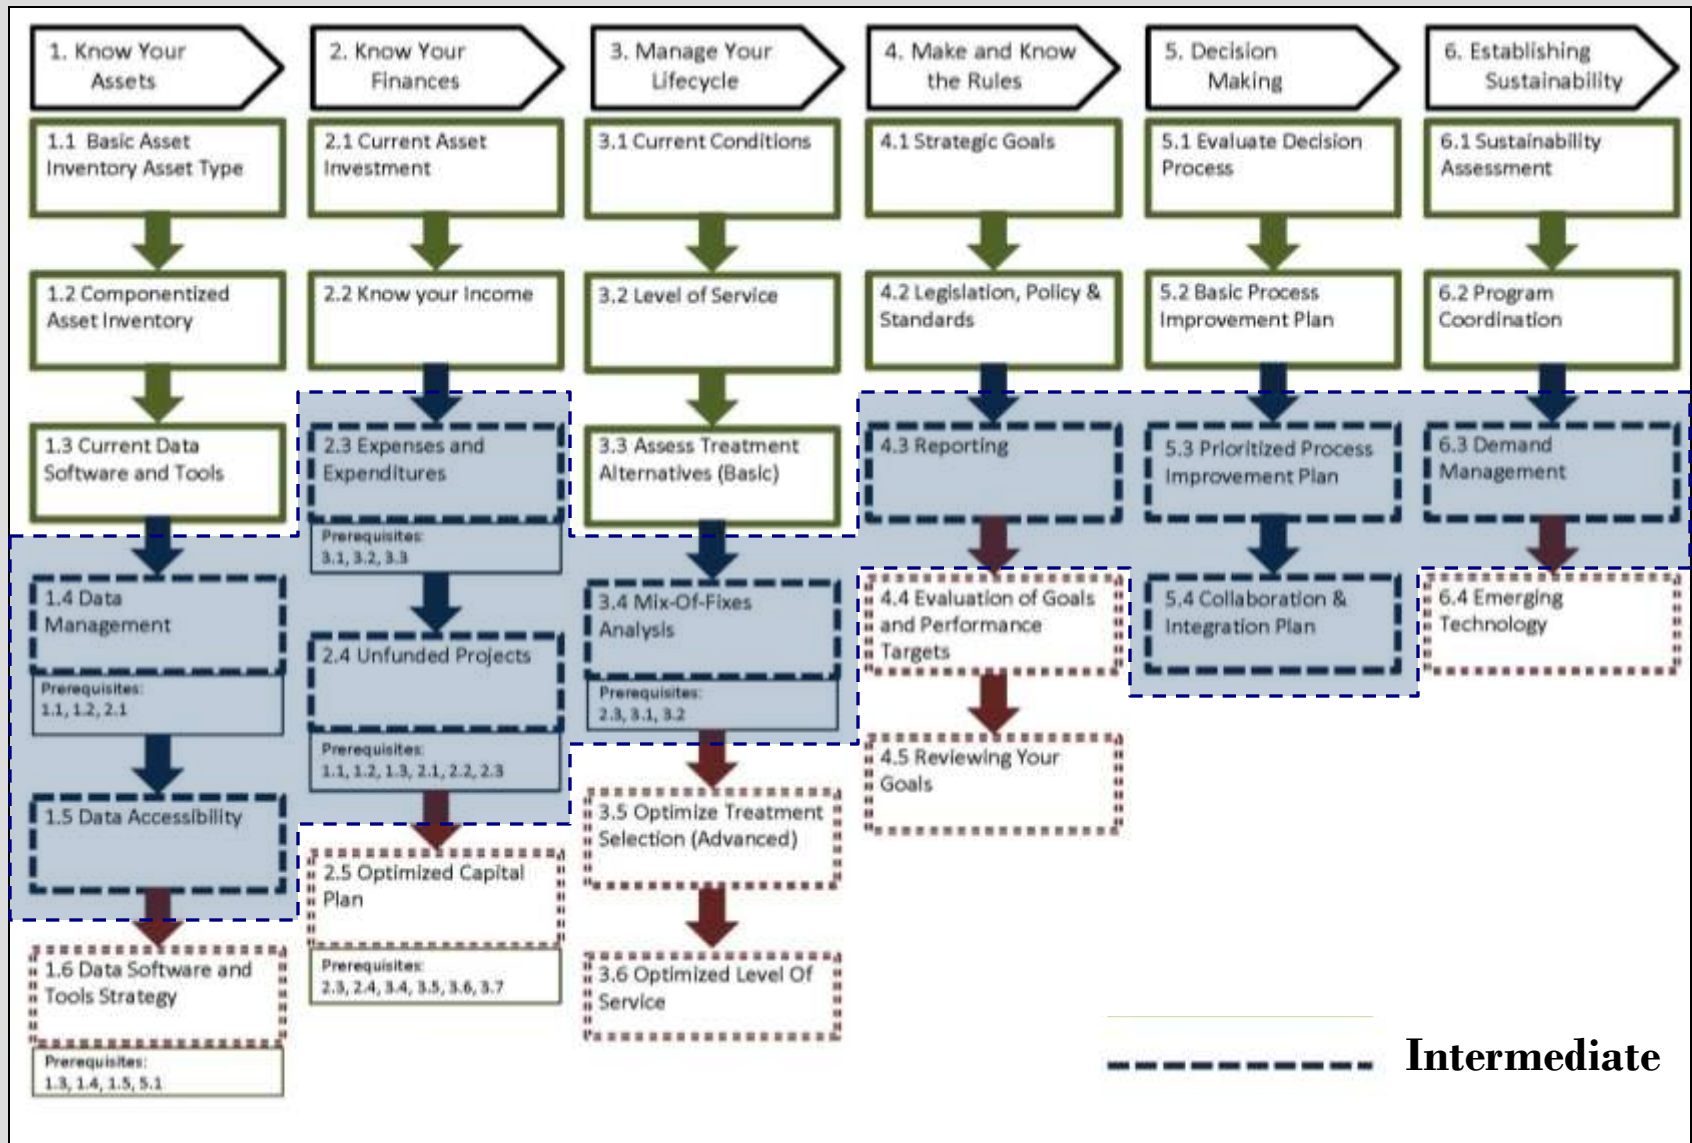 1. Know Your
Assets
2. Know Your
Finances
3. Manage Your
Lifecycle
4. Make and Know
the Rules
5. Decision
Making
6. Establishing
Sustainability
1.1 Basic Asset
Inventory Asset Type
2.1 Current Asset
Investment
3.1 Current Conditions
4.1 Strategic Goals
5.1 Evaluate Decision
Process
6.1 Sustainability
Assessment
1.2 Componentized
Asset Inventory
2.2 Know your Income
3.2 Level of Service
4.2 Legislation, Policy &
Standards
5.2 Basic Process
Improvement Plan
6.2 Program
Coordination
1.3 Current Data
Software and Tools
2.3 Expenses and
Expenditures
Prerequisites:
3.1, 3.2, 3.3
3.3 Assess Treatment
Alternatives (Basic)
4.3 Reporting
5.3 Prioritized Process
Improvement Plan
6.3 Demand
Management
1.4 Data
Management
Prerequisites:
1.1, 1.2, 2.1
2.4 Unfunded Projects
Prerequisites:
1.1, 1.2, 1.3, 2.1, 2.2, 2.3
3.4 Mix-Of-Fixes
Analysis
Prerequisites:
2.3, 3.1, 3.2
4.4 Evaluation of Goals
and Performance
Targets
5.4 Collaboration &
Integration Plan
6.4 Emerging
Technology
1.5 Data Accessibility
2.5 Optimized Capital
Plan
Prerequisites:
2.3, 2.4, 3.4, 3.5, 3.6, 3.7
3.5 Optimize Treatment
Selection (Advanced)
4.5 Reviewing Your
Goals
1.6 Data Software and
Tools Strategy
Prerequisites:
1.3, 1.4, 1.5, 5.1
3.6 Optimized Level Of
Service
Intermediate